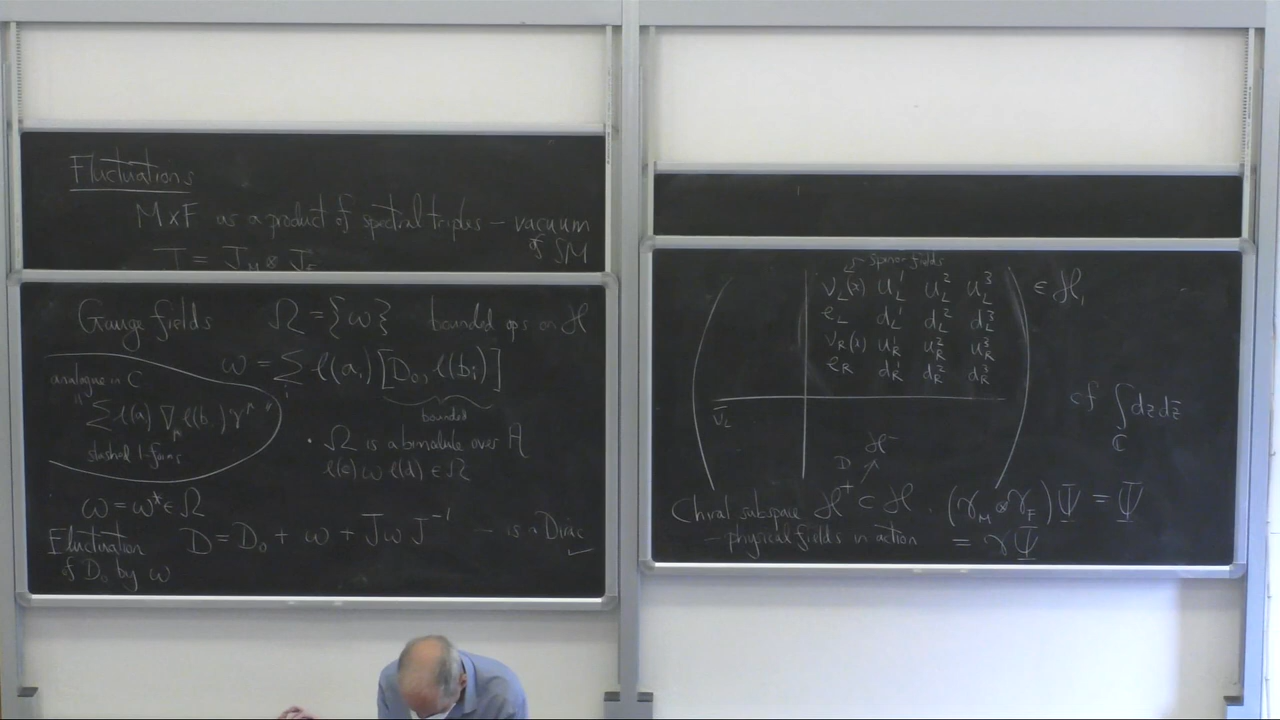 Fluctuations
M×F as a product of spectral triples – vacuum
of SM
J = J_M ⊗ J_F
Gauge fields Ω = {ω} bounded ops on ℋ
ω = Σ_i ℓ(a_i) [D_0, ℓ(b_i)]
bounded
analogue in C
" Σ ℓ(a) ∇_μ ℓ(b) γ^μ "
slashed 1-forms
• Ω is a bimodule over A
ℓ(c) ω ℓ(d) ∈ Ω
ω = ω* ∈ Ω
Fluctuation D = D_0 + ω + JωJ^{-1} – is a Dirac ✓
of D_0 by ω
spinor fields
ν_L(x) u_L^1 u_L^2 u_L^3 ∈ ℋ_1
e_L d_L^1 d_L^2 d_L^3
ν_R(x) u_R^1 u_R^2 u_R^3
e_R d_R^1 d_R^2 d_R^3
ν̄_L
cf ∫_ℂ dz dz̄
ℋ^-
D ↗
Chiral subspace ℋ^+ ⊂ ℋ . (γ_M ⊗ γ_F) Ψ = Ψ
– physical fields in action = γ Ψ